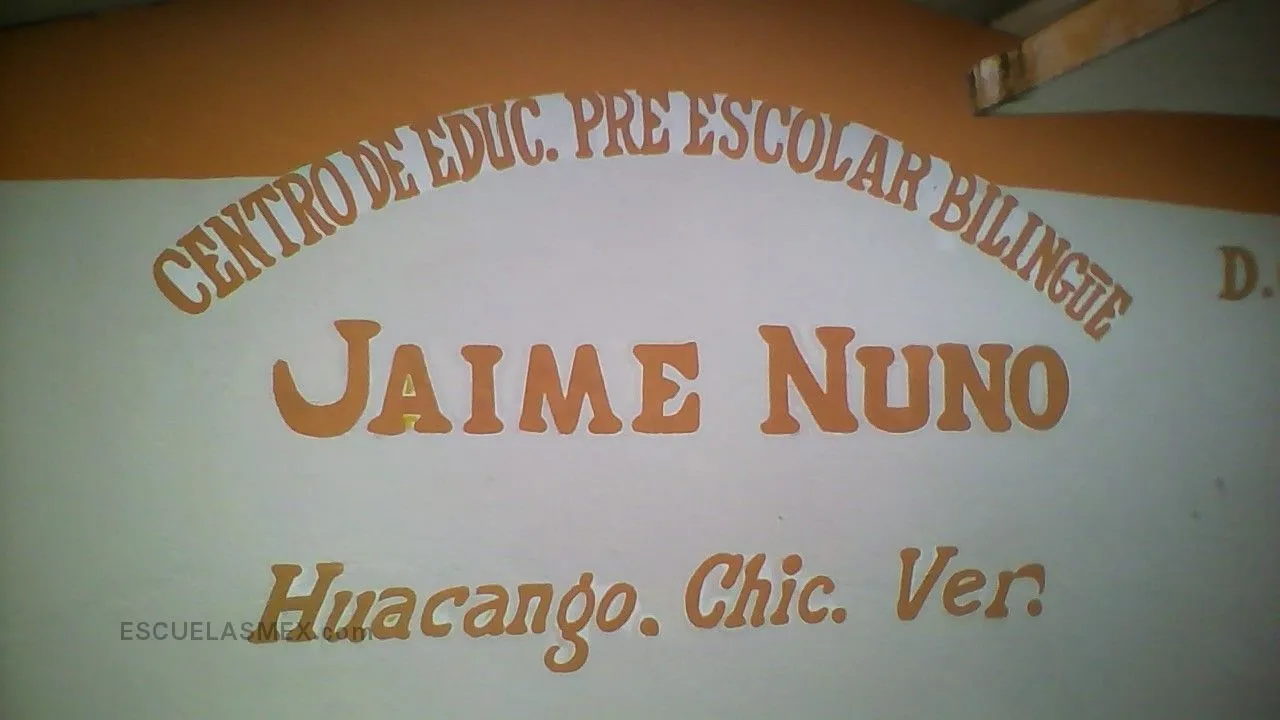 CENTRO DE EDUC. PRE ESCOLAR BILINGÜE
D.
JAIME NUNO
Huacango. Chic. Ver.
ESCUELASMEX.com